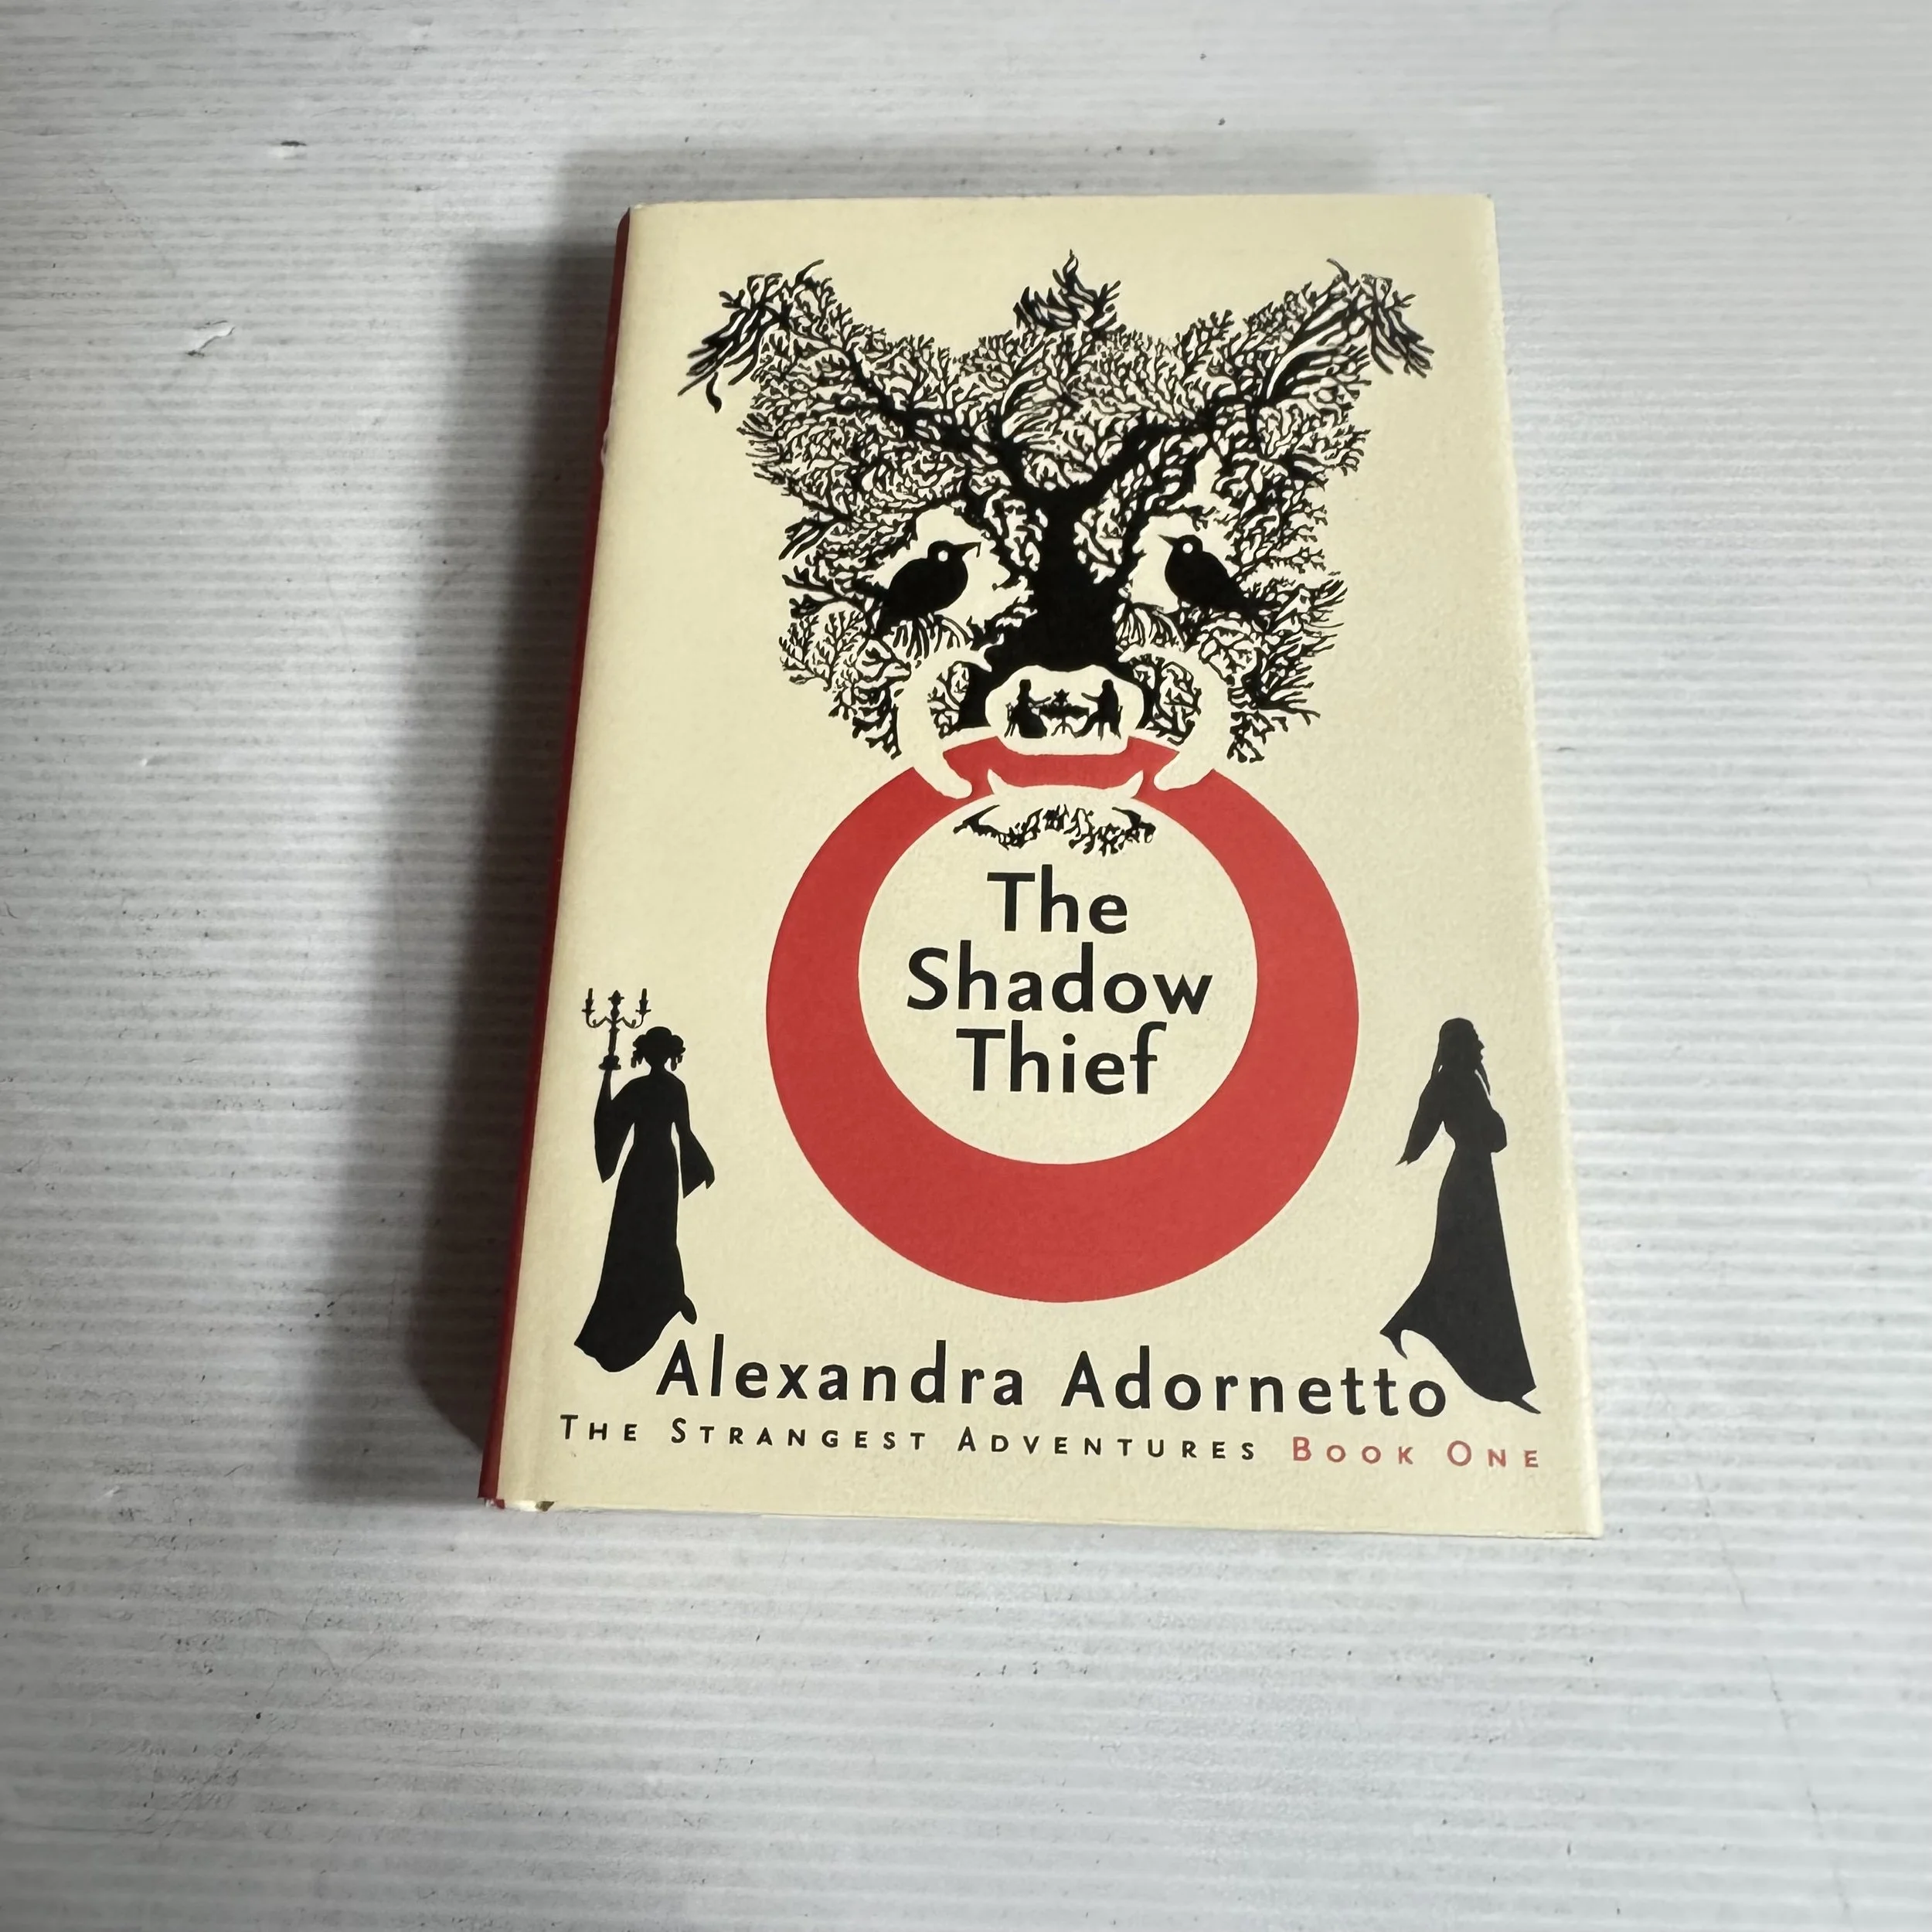 The
Shadow
Thief
Alexandra Adornetto
THE STRANGEST ADVENTURES BOOK ONE